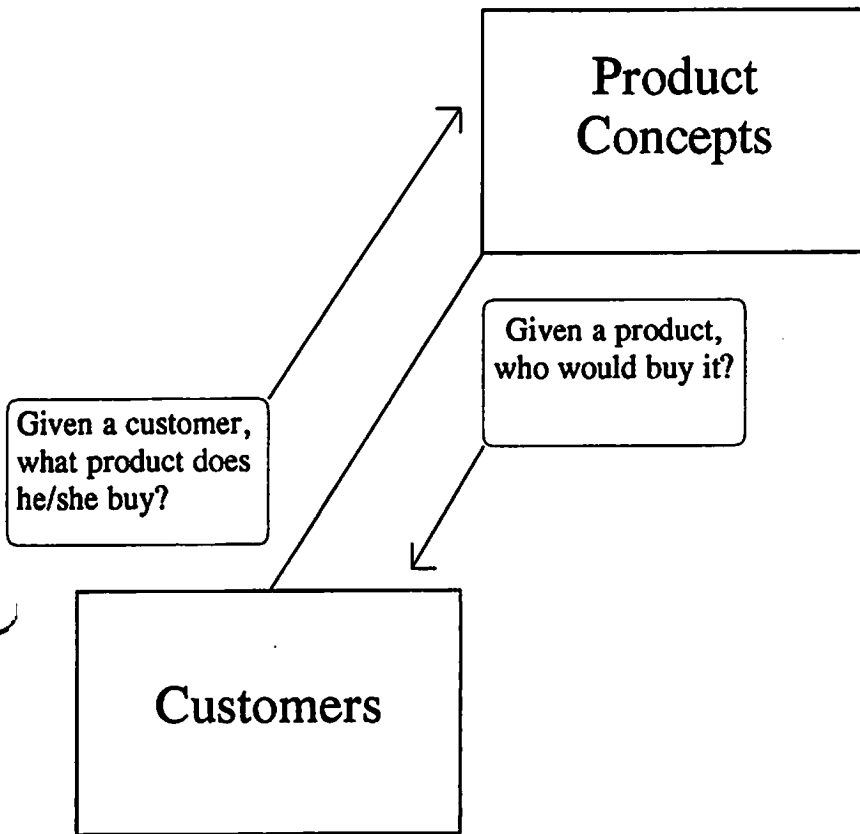 Product
Concepts
Given a product,
who would buy it?
Given a customer,
what product does
he/she buy?
Customers